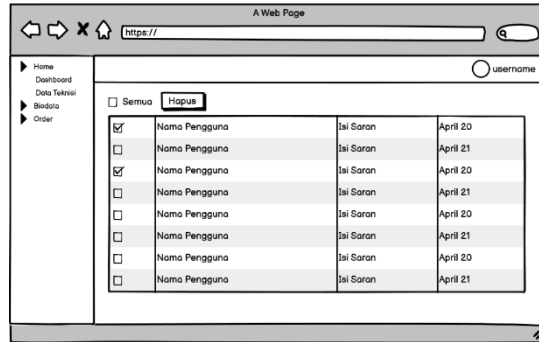 A Web Page
https://
username
Home
Dashboard
Data Teknisi
Biodata
Order
Semua Hapus
Nama Pengguna Isi Saran April 20
Nama Pengguna Isi Saran April 21
Nama Pengguna Isi Saran April 20
Nama Pengguna Isi Saran April 21
Nama Pengguna Isi Saran April 20
Nama Pengguna Isi Saran April 21
Nama Pengguna Isi Saran April 20
Nama Pengguna Isi Saran April 21